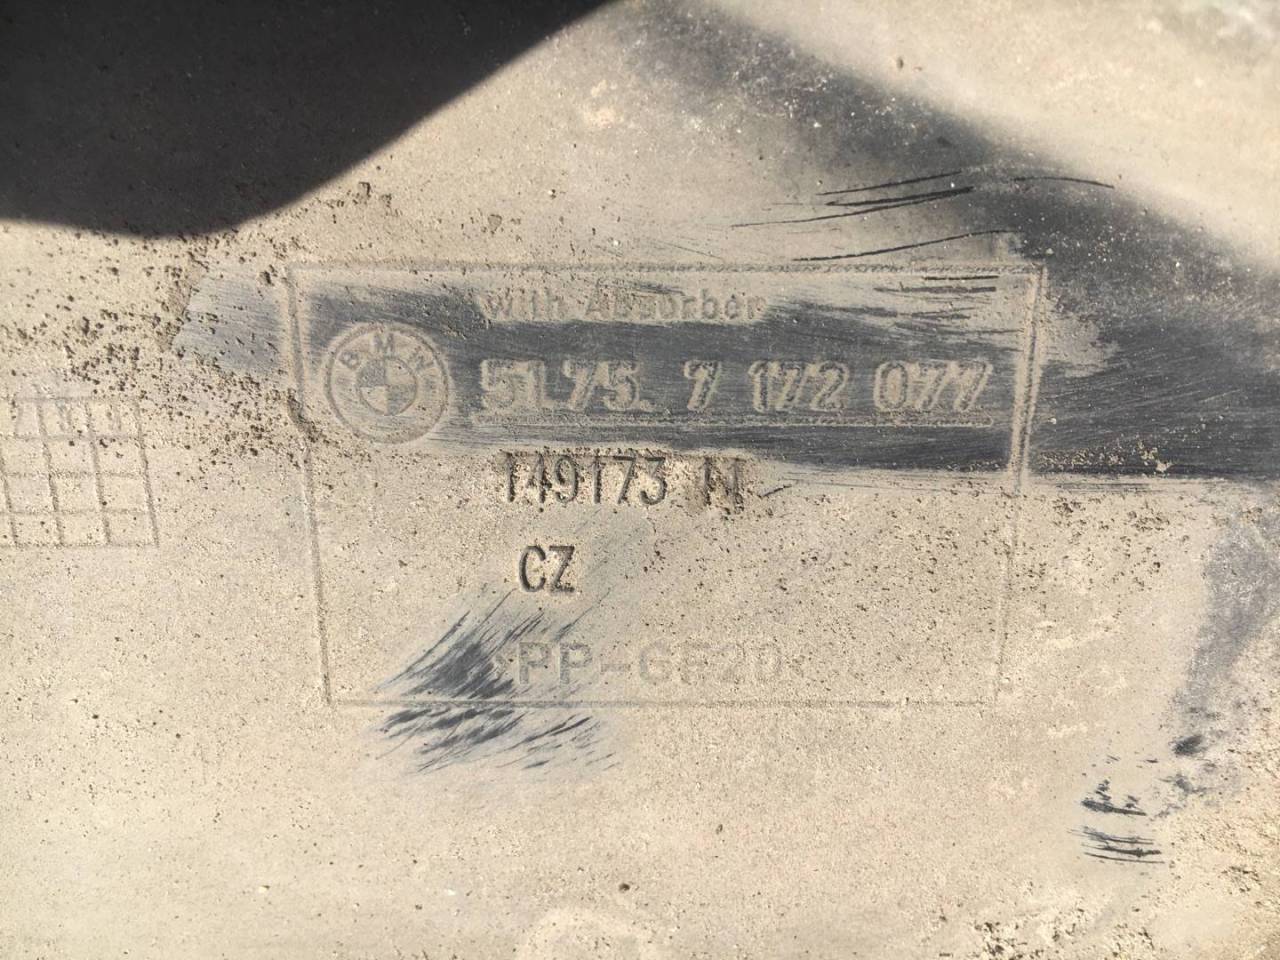 With Absorber
BMW
51.75. 7 172 077
149173 M
CZ
>PP-GF20<